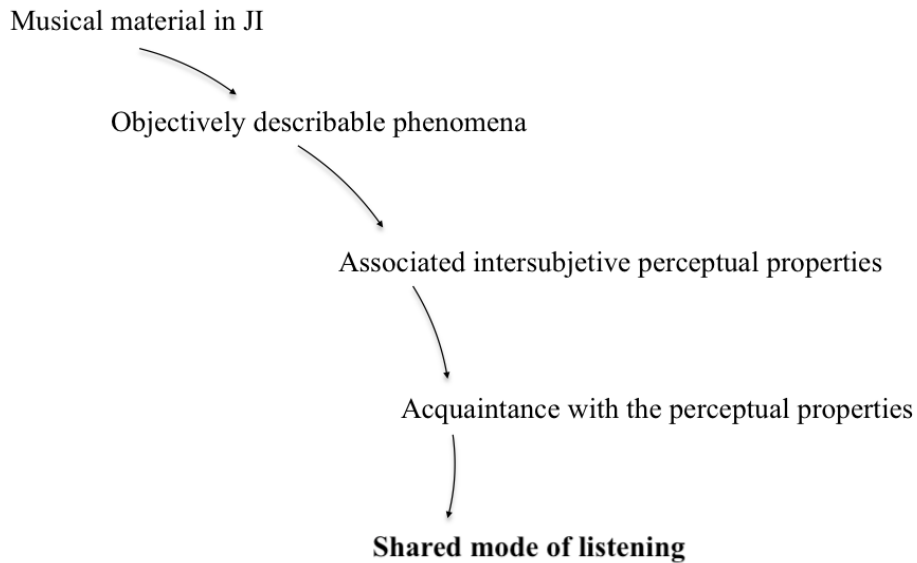 Musical material in JI
Objectively describable phenomena
Associated intersubjetive perceptual properties
Acquaintance with the perceptual properties
Shared mode of listening